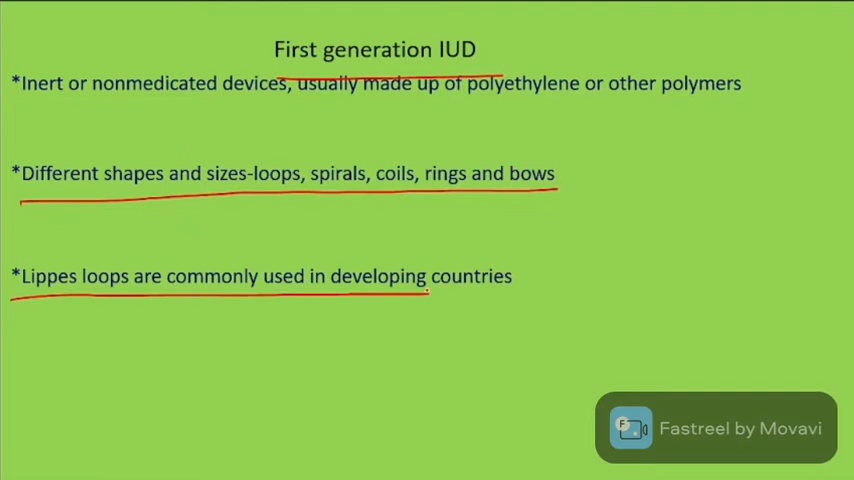 First generation IUD
*Inert or nonmedicated devices, usually made up of polyethylene or other polymers
*Different shapes and sizes-loops, spirals, coils, rings and bows
*Lippes loops are commonly used in developing countries
F
Fastreel by Movavi